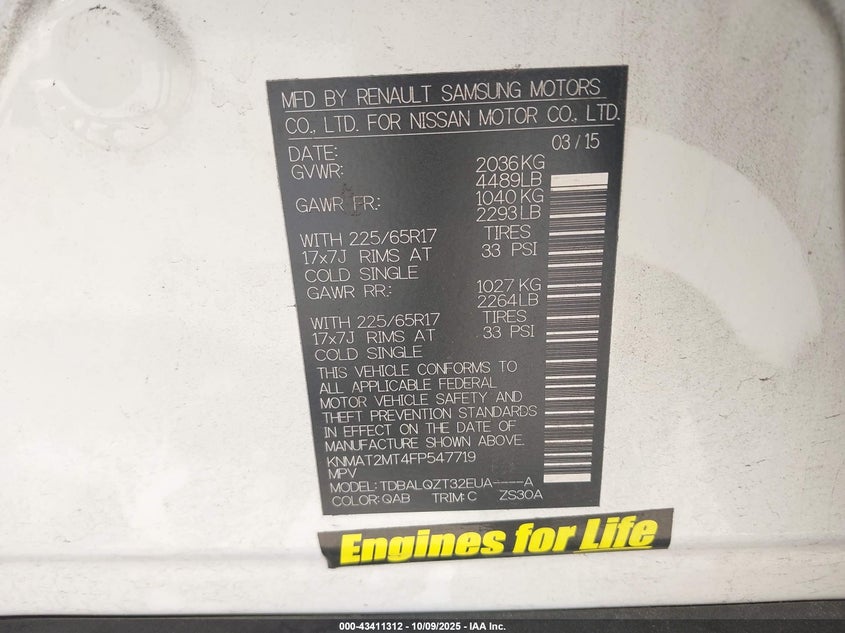 MFD BY RENAULT SAMSUNG MOTORS
CO., LTD. FOR NISSAN MOTOR CO., LTD.
DATE: 03/15
GVWR: 2036KG
4489LB
GAWR FR.: 1040KG
2293LB
WITH 225/65R17 TIRES
17x7J RIMS AT 33 PSI
COLD SINGLE
GAWR RR.: 1027KG
2264LB
WITH 225/65R17 TIRES
17x7J RIMS AT 33 PSI
COLD SINGLE
THIS VEHICLE CONFORMS TO
ALL APPLICABLE FEDERAL
MOTOR VEHICLE SAFETY AND
THEFT PREVENTION STANDARDS
IN EFFECT ON THE DATE OF
MANUFACTURE SHOWN ABOVE.
KNMAT2MT4FP547719
MPV
MODEL: TDBALQZT32EUA-----A
COLOR: QAB TRIM: C ZS30A
Engines for Life
000-43411312 - 10/09/2025 - IAA Inc.